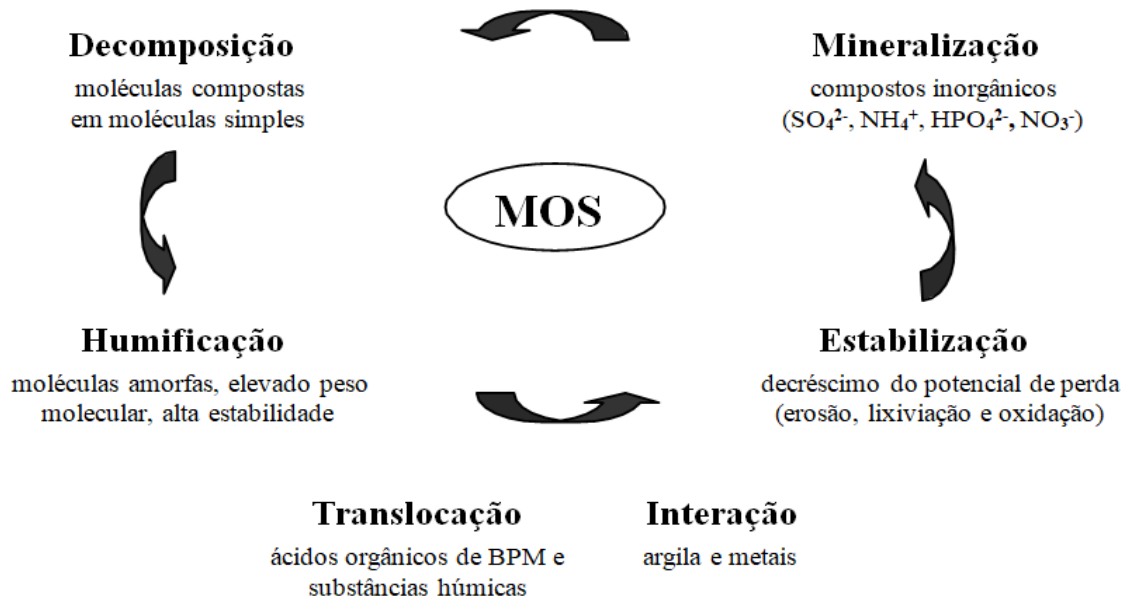 Decomposição
moléculas compostas
em moléculas simples
Mineralização
compostos inorgânicos
(SO₄²⁻, NH₄⁺, HPO₄²⁻, NO₃⁻)
MOS
Humificação
moléculas amorfas, elevado peso
molecular, alta estabilidade
Estabilização
decréscimo do potencial de perda
(erosão, lixiviação e oxidação)
Translocação
ácidos orgânicos de BPM e
substâncias húmicas
Interação
argila e metais